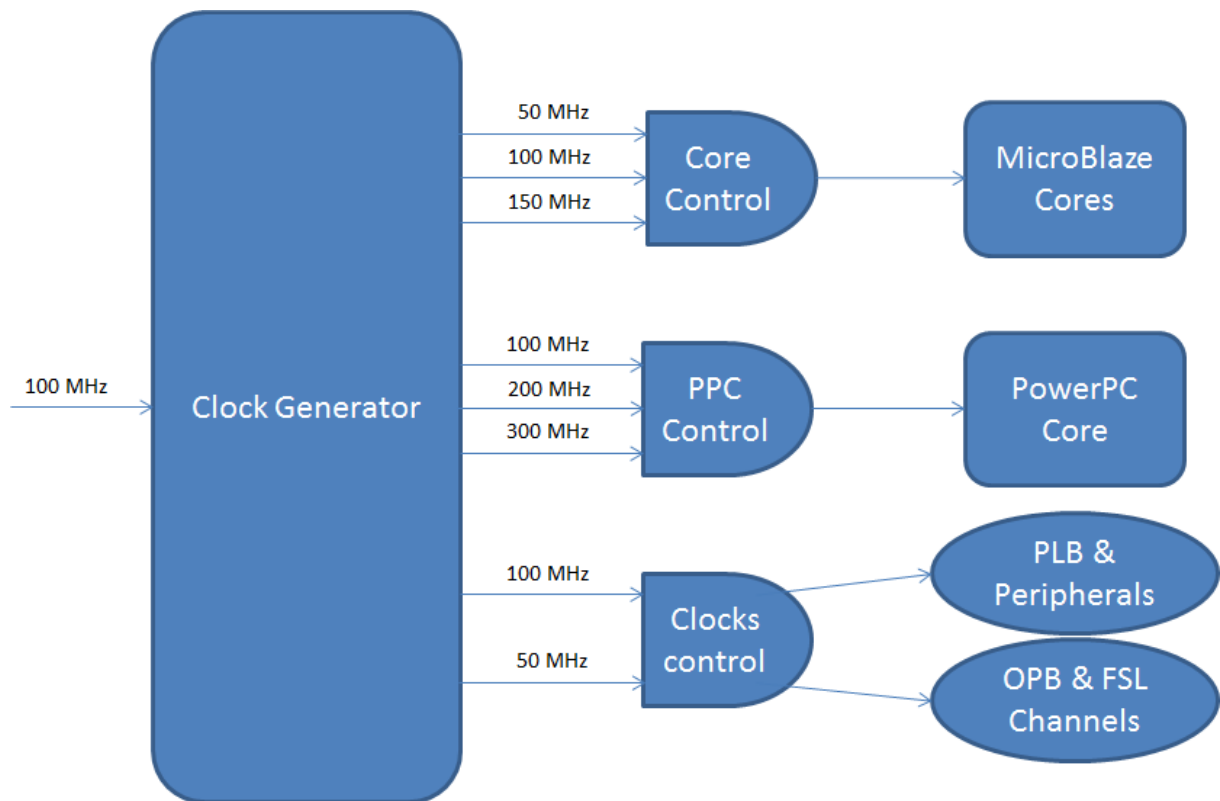 100 MHz
Clock Generator
50 MHz
100 MHz
150 MHz
Core
Control
MicroBlaze
Cores
100 MHz
200 MHz
300 MHz
PPC
Control
PowerPC
Core
100 MHz
50 MHz
Clocks
control
PLB &
Peripherals
OPB & FSL
Channels